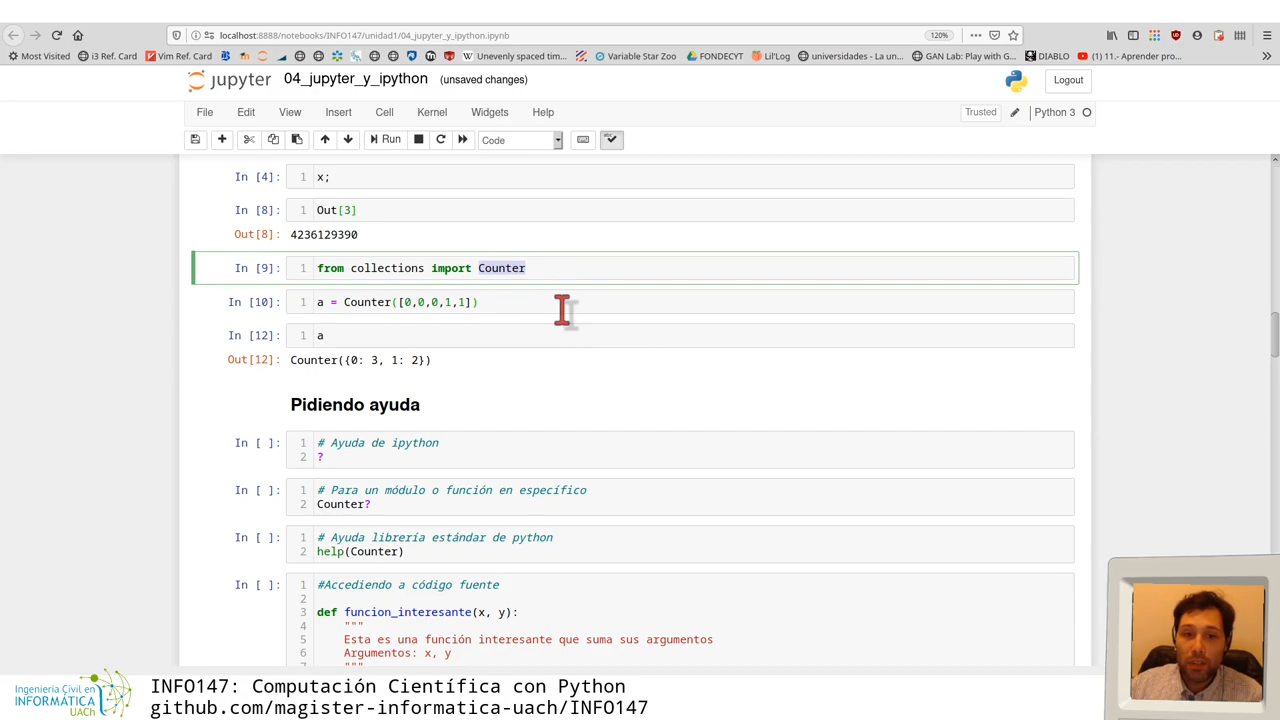 localhost:8888/notebooks/INFO147/unidad1/04_jupyter_y_ipython.ipynb
120%
Most Visited
i3 Ref. Card
Vim Ref. Card
Unevenly spaced tim...
Variable Star Zoo
FONDECYT
Lil'Log
universidades - La un...
GAN Lab: Play with G...
DIABLO
(1) 11.- Aprender pro...
jupyter
04_jupyter_y_ipython
(unsaved changes)
Logout
File
Edit
View
Insert
Cell
Kernel
Widgets
Help
Trusted
Python 3
Run
Code
In [4]: 1 x;
In [8]: 1 Out[3]
Out[8]: 4236129390
In [9]: 1 from collections import Counter
In [10]: 1 a = Counter([0,0,0,1,1])
In [12]: 1 a
Out[12]: Counter({0: 3, 1: 2})
Pidiendo ayuda
In [ ]: 1 # Ayuda de ipython
2 ?
In [ ]: 1 # Para un módulo o función en específico
2 Counter?
In [ ]: 1 # Ayuda librería estándar de python
2 help(Counter)
In [ ]: 1 #Accediendo a código fuente
2
3 def funcion_interesante(x, y):
4 """
5 Esta es una función interesante que suma sus argumentos
6 Argumentos: x, y
7 """
Ingeniería Civil en
INFORMÁTICA
UACh
INFO147: Computación Científica con Python
github.com/magister-informatica-uach/INFO147